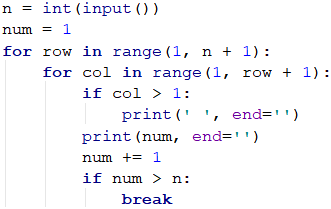 n = int(input())
num = 1
for row in range(1, n + 1):
    for col in range(1, row + 1):
        if col > 1:
            print(' ', end='')
        print(num, end='')
        num += 1
        if num > n:
            break